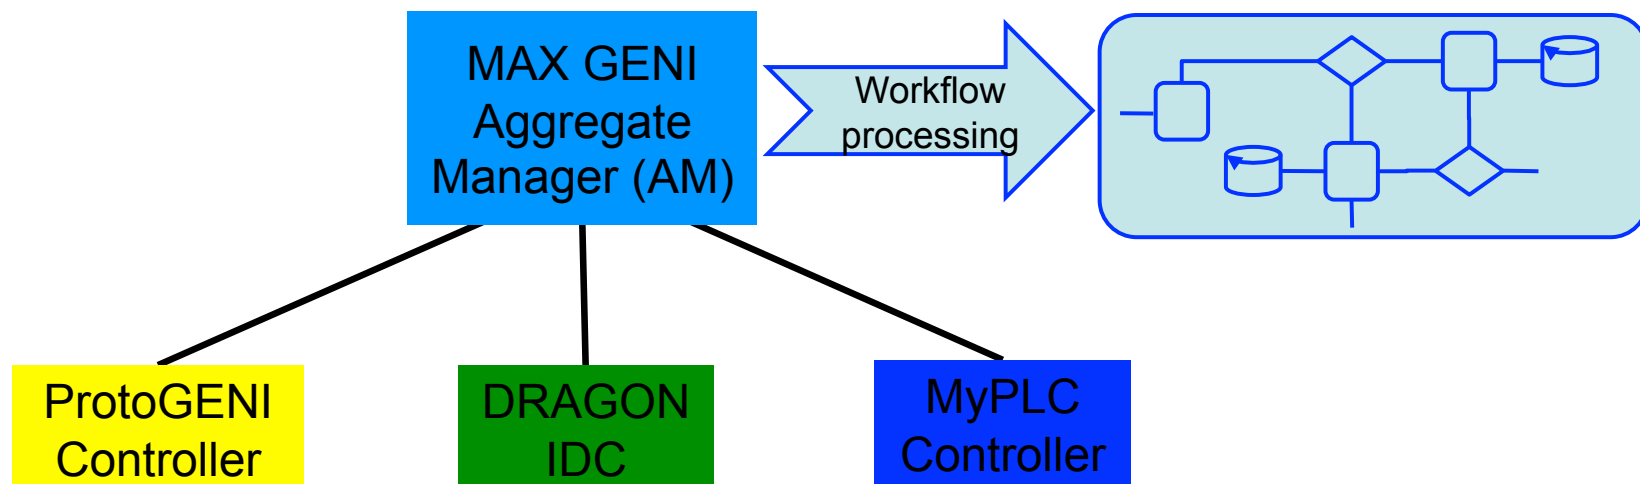 MAX GENI
Aggregate
Manager (AM)
Workflow
processing
ProtoGENI
Controller
DRAGON
IDC
MyPLC
Controller